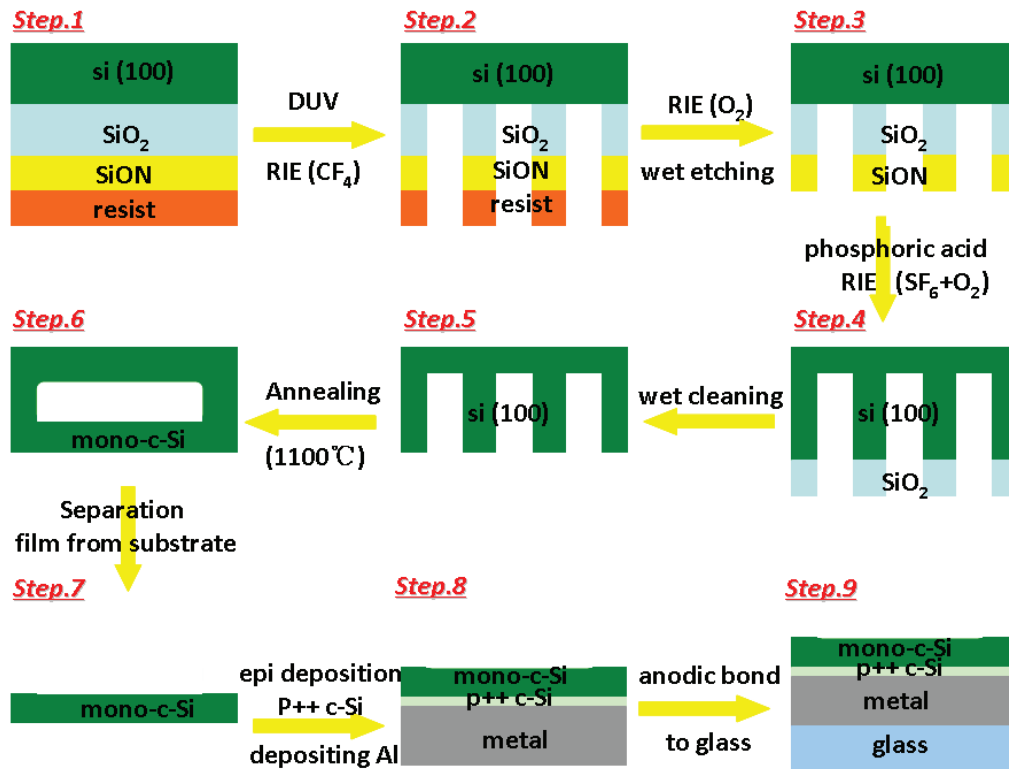 Step.1
si (100)
SiO₂
SiON
resist
DUV
RIE (CF₄)
Step.2
si (100)
SiO₂
SiON
resist
RIE (O₂)
wet etching
Step.3
si (100)
SiO₂
SiON
phosphoric acid
RIE (SF₆+O₂)
Step.4
si (100)
SiO₂
wet cleaning
Step.5
si (100)
Annealing
(1100℃)
Step.6
mono-c-Si
Separation
film from substrate
Step.7
mono-c-Si
epi deposition
P++ c-Si
depositing Al
Step.8
mono-c-Si
p++ c-Si
metal
anodic bond
to glass
Step.9
mono-c-Si
p++ c-Si
metal
glass